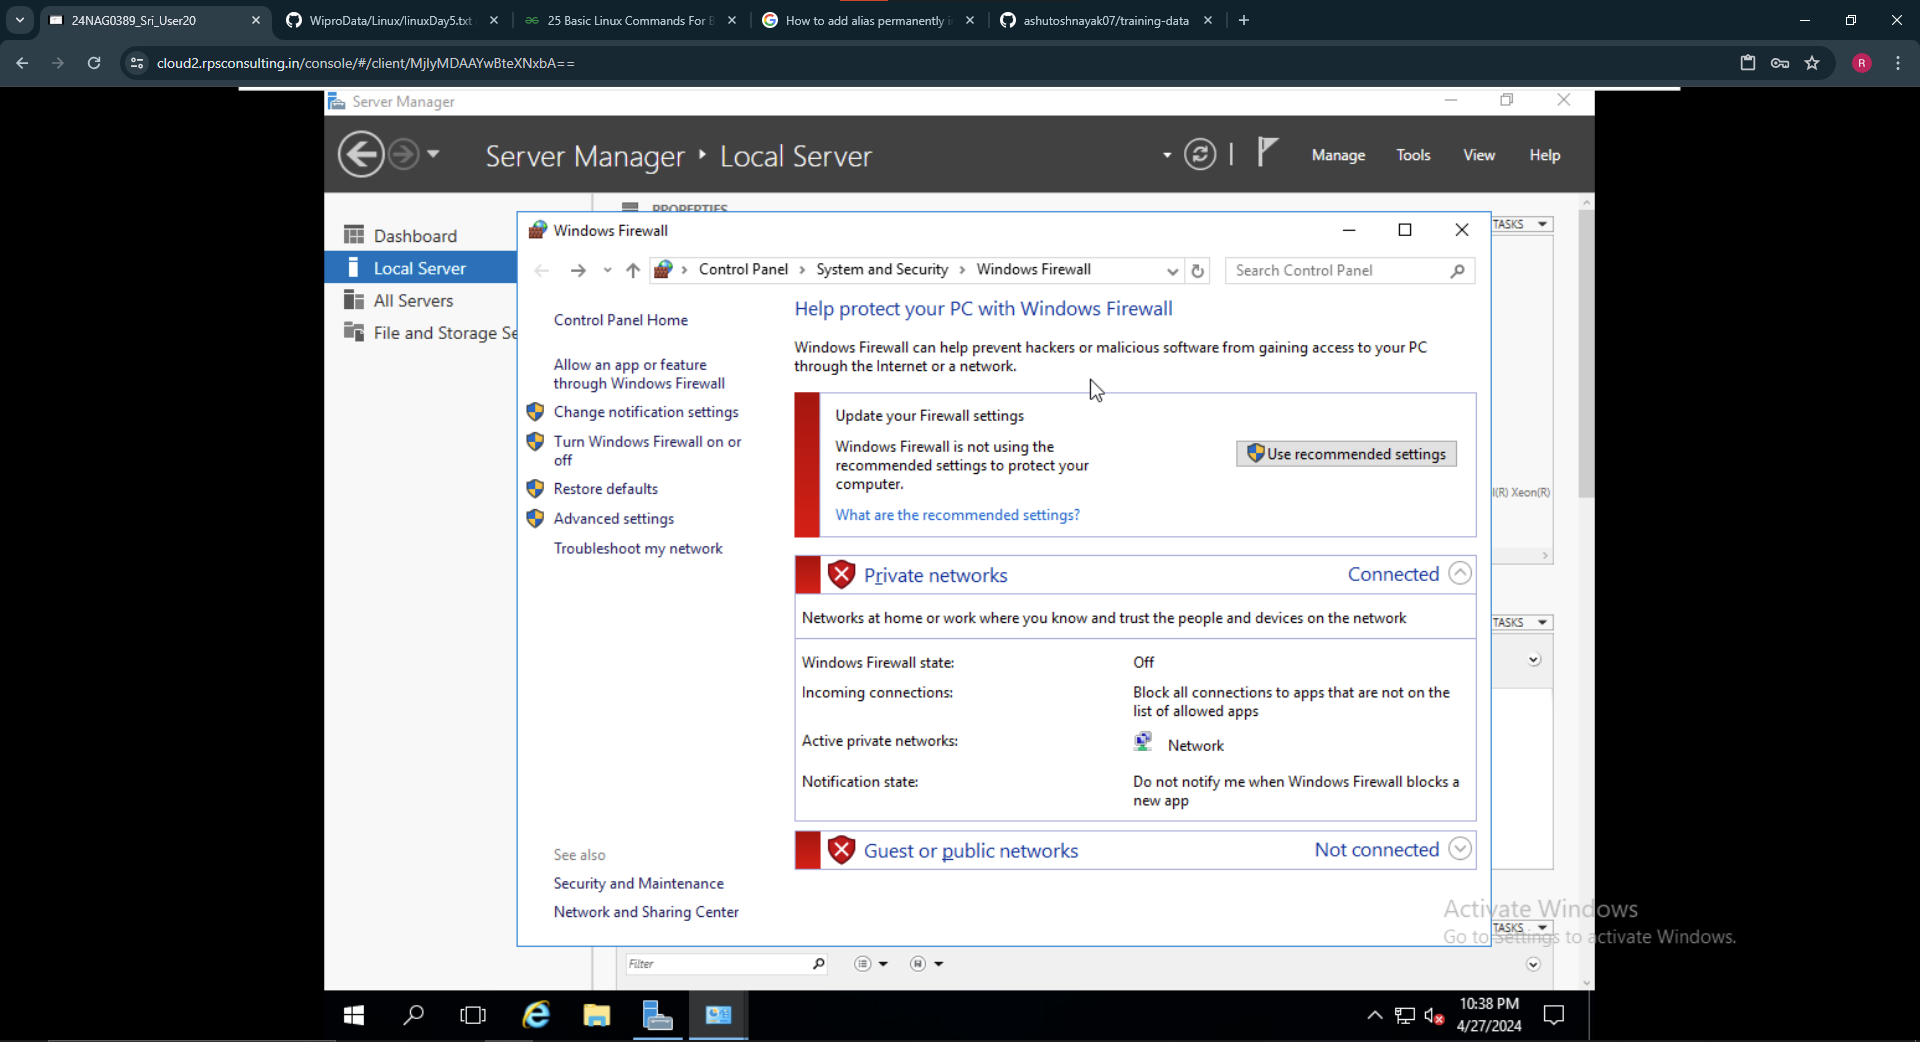 24NAG0389_Sri_User20
WiproData/Linux/linuxDay5.txt
25 Basic Linux Commands For B
How to add alias permanently i
ashutoshnayak07/training-data
cloud2.rpsconsulting.in/console/#/client/MjIyMDAAYwBteXNxbA==
R
Server Manager
Server Manager
Local Server
Manage
Tools
View
Help
PROPERTIES
TASKS
Dashboard
Local Server
All Servers
File and Storage Se
Windows Firewall
Control Panel
System and Security
Windows Firewall
Search Control Panel
Control Panel Home
Allow an app or feature
through Windows Firewall
Change notification settings
Turn Windows Firewall on or
off
Restore defaults
Advanced settings
Troubleshoot my network
Help protect your PC with Windows Firewall
Windows Firewall can help prevent hackers or malicious software from gaining access to your PC
through the Internet or a network.
Update your Firewall settings
Windows Firewall is not using the
recommended settings to protect your
computer.
Use recommended settings
What are the recommended settings?
l(R) Xeon(R)
Private networks
Connected
Networks at home or work where you know and trust the people and devices on the network
TASKS
Windows Firewall state:
Off
Incoming connections:
Block all connections to apps that are not on the
list of allowed apps
Active private networks:
Network
Notification state:
Do not notify me when Windows Firewall blocks a
new app
Guest or public networks
Not connected
See also
Security and Maintenance
Network and Sharing Center
Activate Windows
TASKS
Go to Settings to activate Windows.
Filter
10:38 PM
4/27/2024